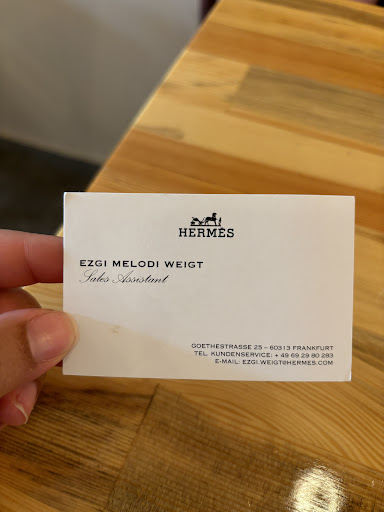 HERMÈS
EZGI MELODI WEIGT
Sales Assistant
GOETHESTRASSE 25 – 60313 FRANKFURT
TEL. KUNDENSERVICE: + 49 69 29 80 283
E-MAIL: EZGI.WEIGT@HERMES.COM